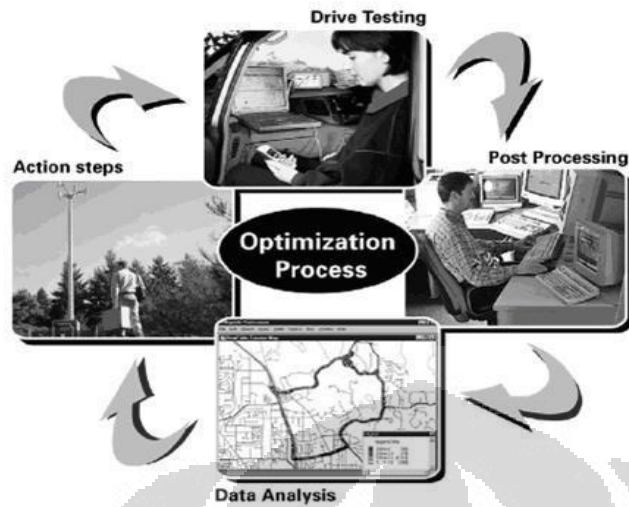 Drive Testing
Action steps
Post Processing
Optimization
Process
Data Analysis